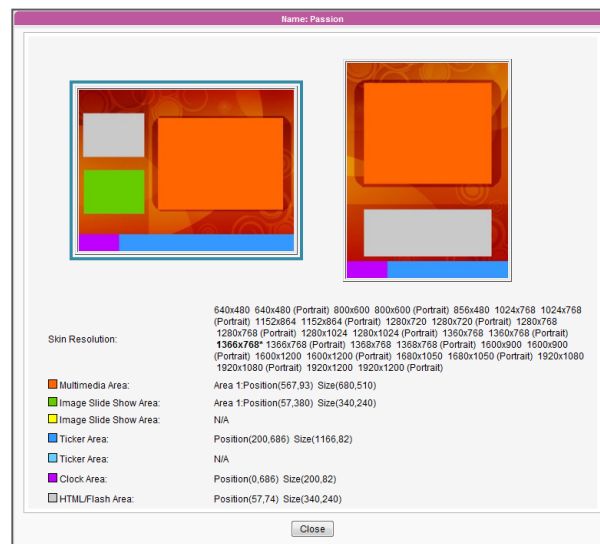 Name: Passion
Skin Resolution:
640x480 640x480 (Portrait) 800x600 800x600 (Portrait) 856x480 1024x768 1024x768
(Portrait) 1152x864 1152x864 (Portrait) 1280x720 1280x720 (Portrait) 1280x768
1280x768 (Portrait) 1280x1024 1280x1024 (Portrait) 1360x768 1360x768 (Portrait)
1366x768* 1366x768 (Portrait) 1368x768 1368x768 (Portrait) 1600x900 1600x900
(Portrait) 1600x1200 1600x1200 (Portrait) 1680x1050 1680x1050 (Portrait) 1920x1080
1920x1080 (Portrait) 1920x1200 1920x1200 (Portrait)
Multimedia Area: Area 1:Position(567,93) Size(680,510)
Image Slide Show Area: Area 1:Position(57,380) Size(340,240)
Image Slide Show Area: N/A
Ticker Area: Position(200,686) Size(1166,82)
Ticker Area: N/A
Clock Area: Position(0,686) Size(200,82)
HTML/Flash Area: Position(57,74) Size(340,240)
Close